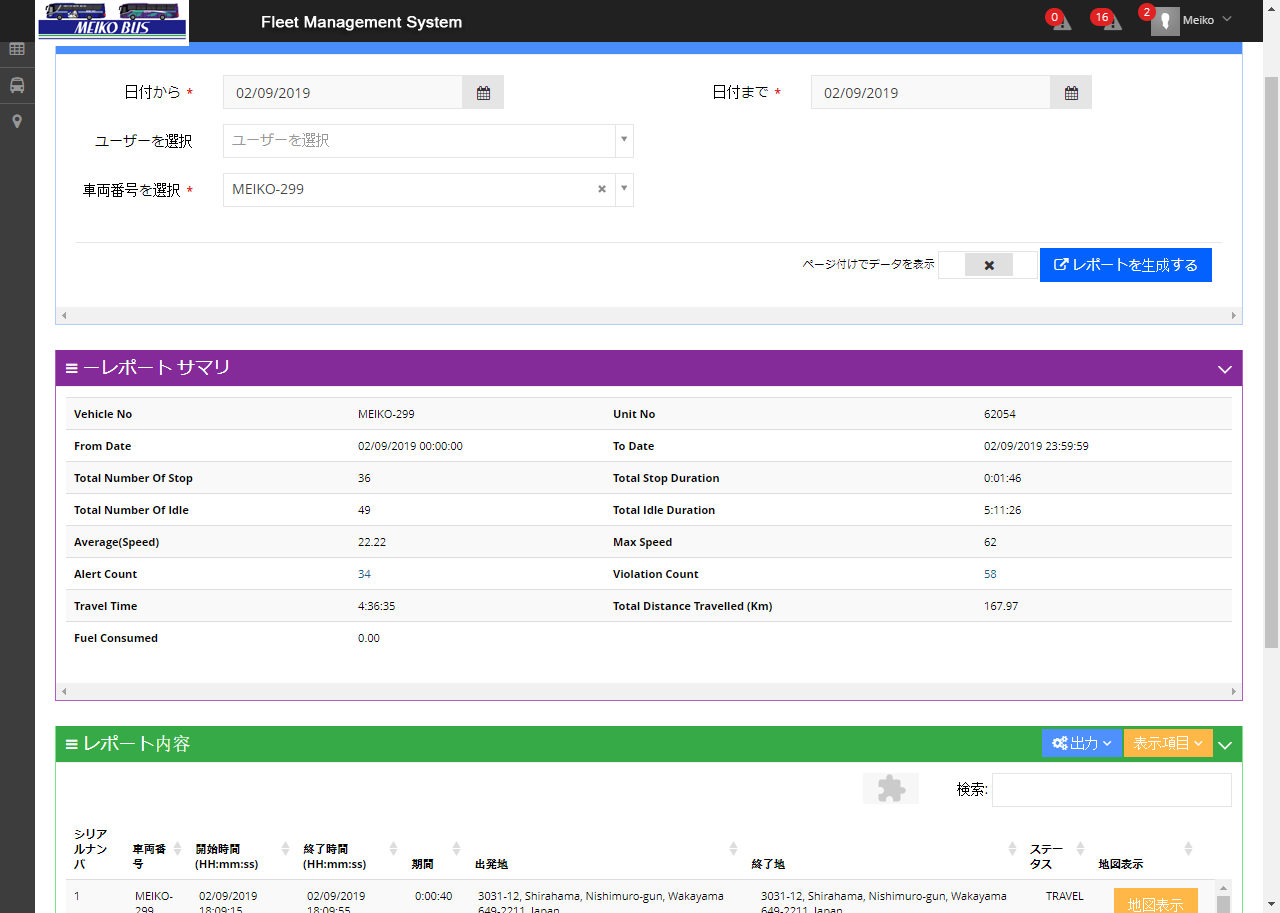 MEIKO BUS
Fleet Management System
0
16
2
Meiko
日付から *
02/09/2019
日付まで *
02/09/2019
ユーザーを選択
ユーザーを選択
車両番号を選択 *
MEIKO-299
ページ付けでデータを表示
レポートを生成する
ーレポート サマリ
Vehicle No MEIKO-299 Unit No 62054
From Date 02/09/2019 00:00:00 To Date 02/09/2019 23:59:59
Total Number Of Stop 36 Total Stop Duration 0:01:46
Total Number Of Idle 49 Total Idle Duration 5:11:26
Average(Speed) 22.22 Max Speed 62
Alert Count 34 Violation Count 58
Travel Time 4:36:35 Total Distance Travelled (Km) 167.97
Fuel Consumed 0.00
レポート内容
出力
表示項目
検索:
シリア
ルナン
バ
車両番
号
開始時間
(HH:mm:ss)
終了時間
(HH:mm:ss)
期間
出発地
終了地
ステー
タス
地図表示
1 MEIKO- 02/09/2019 02/09/2019 0:00:40 3031-12, Shirahama, Nishimuro-gun, Wakayama 3031-12, Shirahama, Nishimuro-gun, Wakayama TRAVEL 地図表示
299 18:09:15 18:09:55 649-2211, Japan 649-2211, Japan